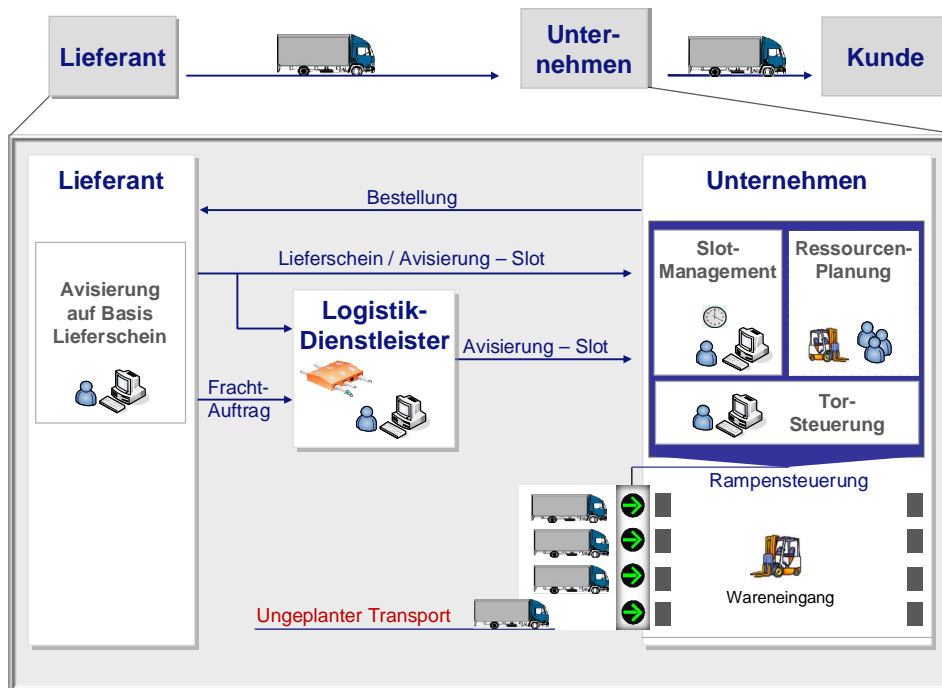 Lieferant
Unter-
nehmen
Kunde
Lieferant
Unternehmen
Bestellung
Avisierung
auf Basis
Lieferschein
Lieferschein / Avisierung – Slot
Logistik-
Dienstleister
Avisierung – Slot
Fracht-
Auftrag
Slot-
Management
Ressourcen-
Planung
Tor-
Steuerung
Rampensteuerung
Wareneingang
Ungeplanter Transport